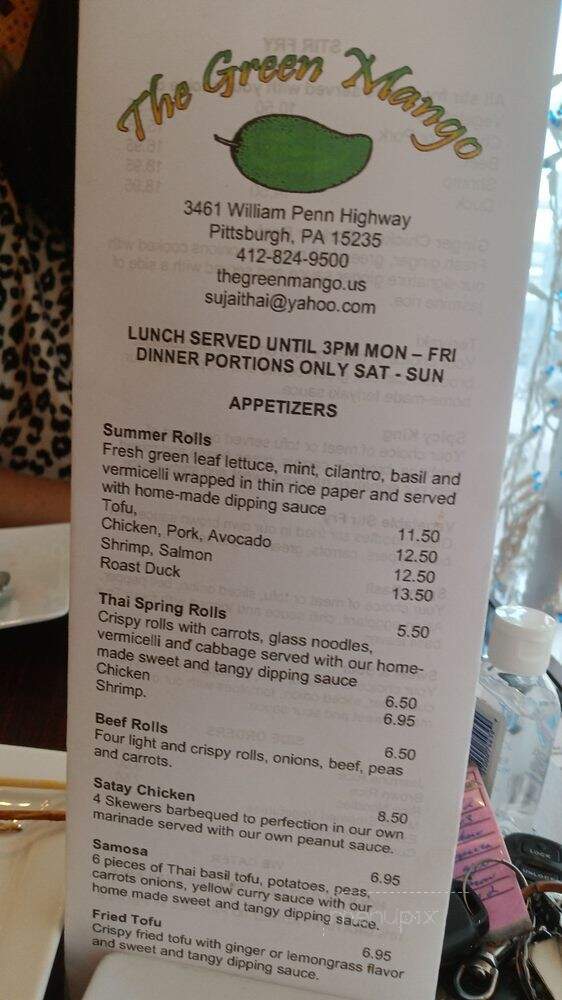 The Green Mango
3461 William Penn Highway
Pittsburgh, PA 15235
412-824-9500
thegreenmango.us
sujaithai@yahoo.com
LUNCH SERVED UNTIL 3PM MON – FRI
DINNER PORTIONS ONLY SAT - SUN
APPETIZERS
Summer Rolls
Fresh green leaf lettuce, mint, cilantro, basil and
vermicelli wrapped in thin rice paper and served
with home-made dipping sauce
Tofu, 11.50
Chicken, Pork, Avocado 12.50
Shrimp, Salmon 12.50
Roast Duck 13.50
Thai Spring Rolls 5.50
Crispy rolls with carrots, glass noodles,
vermicelli and cabbage served with our home-
made sweet and tangy dipping sauce
Chicken 6.50
Shrimp. 6.95
Beef Rolls 6.50
Four light and crispy rolls, onions, beef, peas
and carrots.
Satay Chicken 8.50
4 Skewers barbequed to perfection in our own
marinade served with our own peanut sauce.
Samosa 6.95
6 pieces of Thai basil tofu, potatoes, peas,
carrots onions, yellow curry sauce with our
home made sweet and tangy dipping sauce.
Fried Tofu 6.95
Crispy fried tofu with ginger or lemongrass flavor
and sweet and tangy dipping sauce.
menupix
LOCK